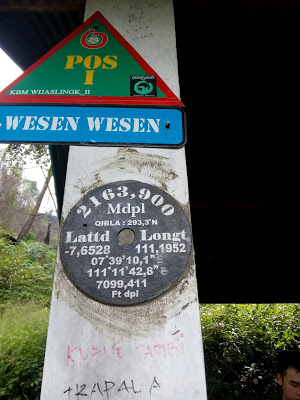 POS
I
KBM WIJASLINGK_II
WESEN WESEN
2163,900
Mdpl
QIBLA : 293,3°N
Lattd Longt
-7,6528 111,1952
07°39'10,1"
111°11'42,8"
7099,411
Ft dpl